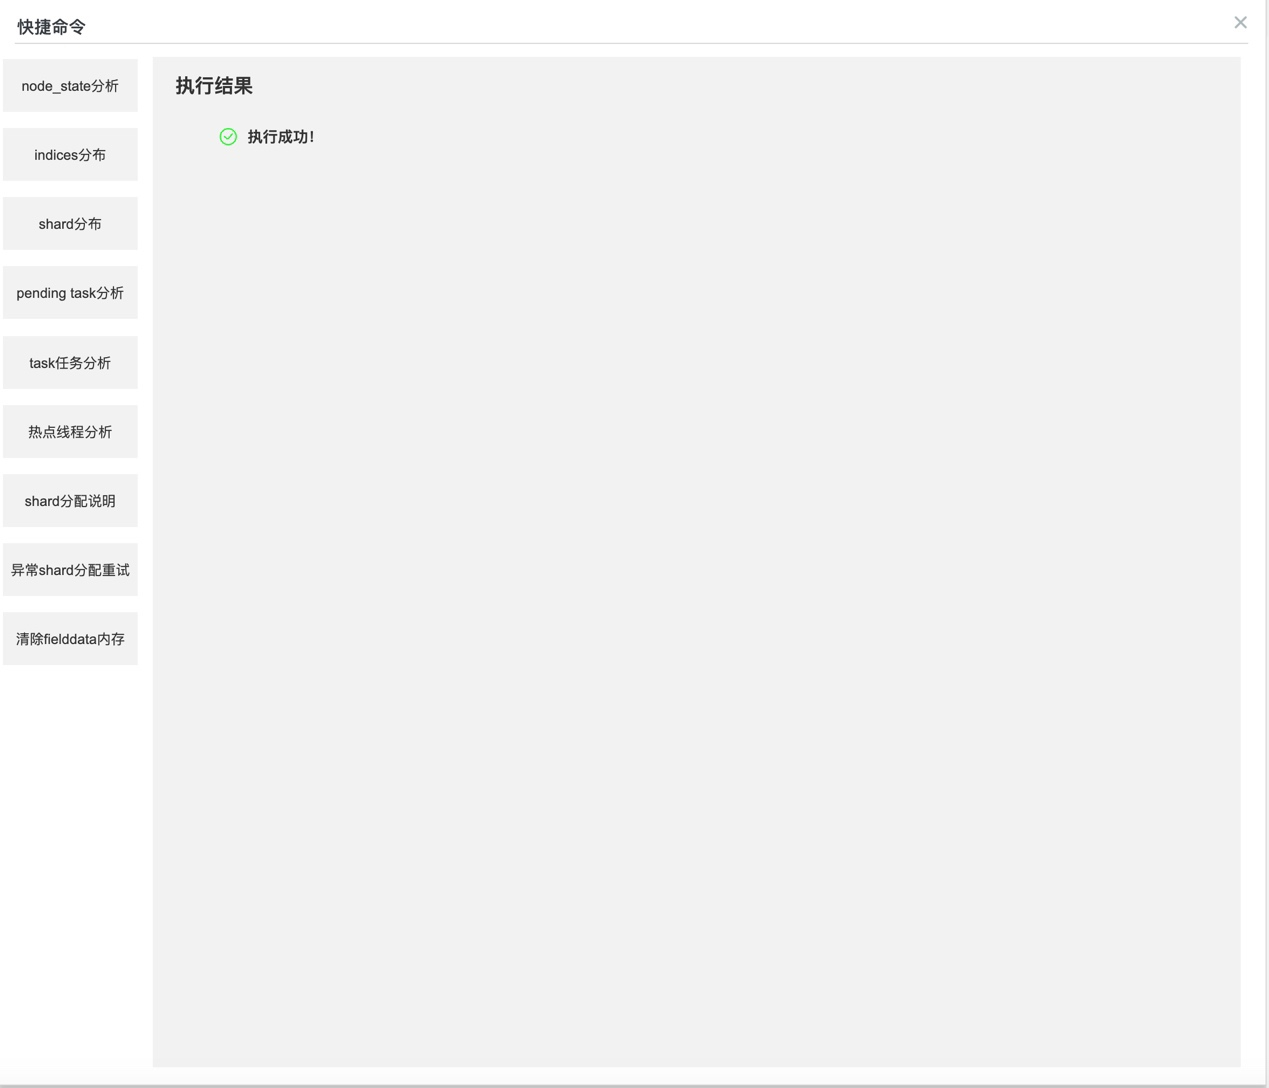 快捷命令
node_state分析
indices分布
shard分布
pending task分析
task任务分析
热点线程分析
shard分配说明
异常shard分配重试
清除fielddata内存
执行结果
执行成功！